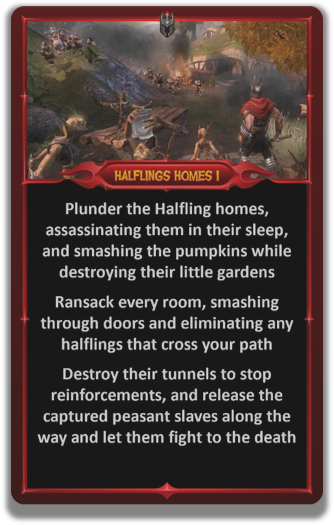 HALFLINGS HOMES I
Plunder the Halfling homes,
assassinating them in their sleep,
and smashing the pumpkins while
destroying their little gardens
Ransack every room, smashing
through doors and eliminating any
halflings that cross your path
Destroy their tunnels to stop
reinforcements, and release the
captured peasant slaves along the
way and let them fight to the death